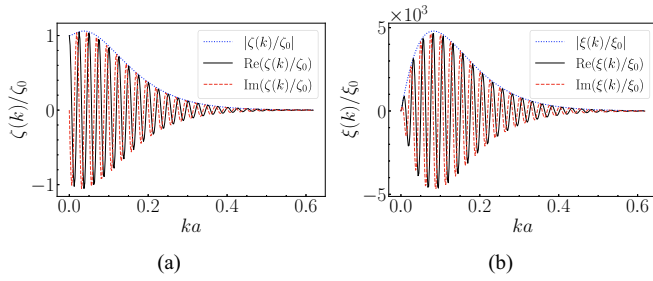 1
0
−1
ζ(k)/ζ₀
|ζ(k)/ζ₀|
Re(ζ(k)/ζ₀)
Im(ζ(k)/ζ₀)
0.0 0.2 0.4 0.6
ka
(a)
×10³
5
0
−5
ξ(k)/ξ₀
|ξ(k)/ξ₀|
Re(ξ(k)/ξ₀)
Im(ξ(k)/ξ₀)
0.0 0.2 0.4 0.6
ka
(b)